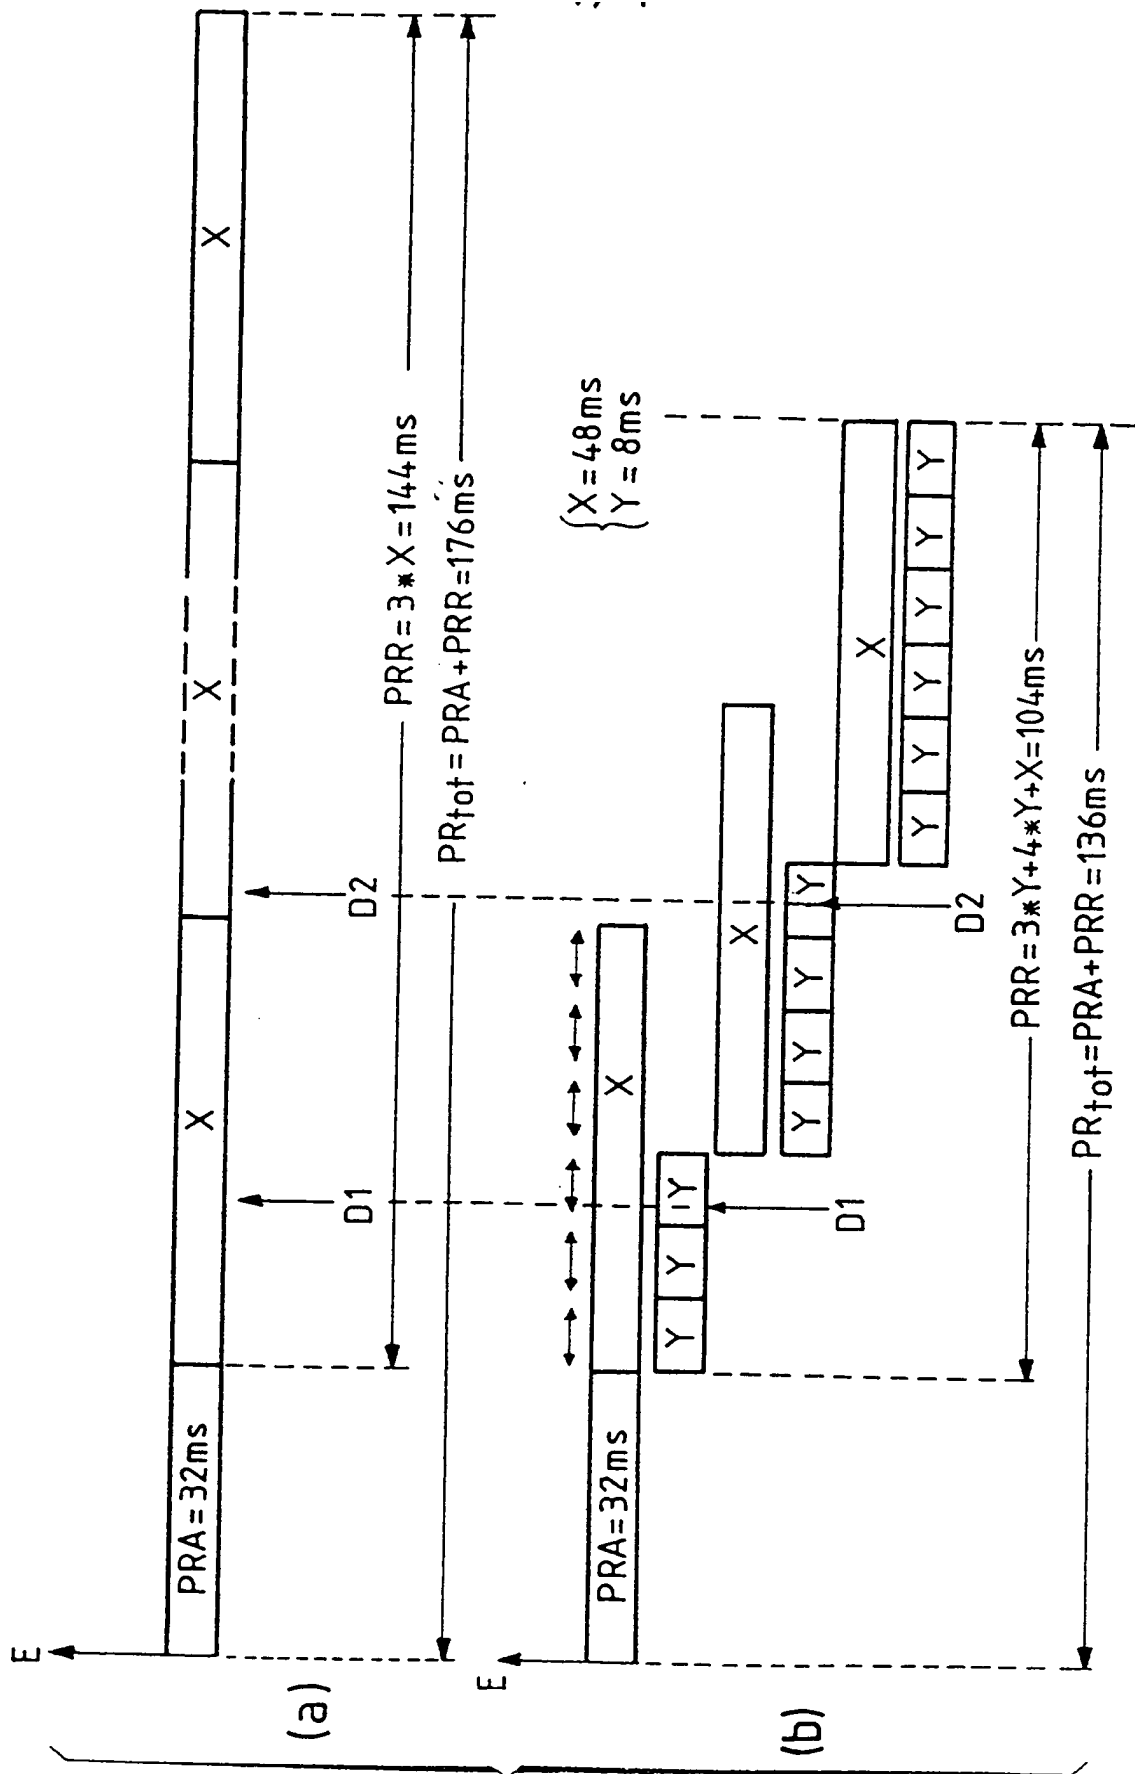 (a)
E
PRA=32ms
X
X
X
D1
D2
PRR=3*X=144ms
PRtot=PRA+PRR=176ms
{X=48ms
{Y=8ms
(b)
E
PRA=32ms
X
Y Y Y
X
Y Y Y Y
X
Y Y Y Y Y Y
D1
D2
PRR=3*Y+4*Y+X=104ms
PRtot=PRA+PRR=136ms